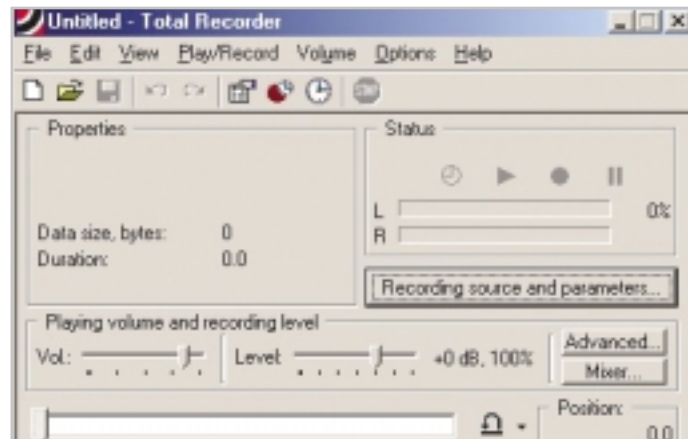 Untitled - Total Recorder
File Edit View Play/Record Volume Options Help
Properties
Status
L
0%
Data size, bytes: 0
R
Duration: 0.0
Recording source and parameters...
Playing volume and recording level
Vol.: Level: +0 dB, 100%
Advanced...
Mixer...
Position:
0.0